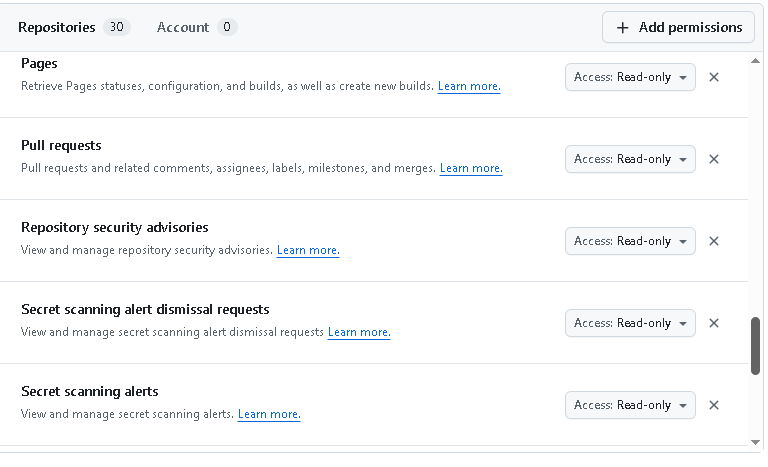 Repositories 30 Account 0 + Add permissions
Pages
Retrieve Pages statuses, configuration, and builds, as well as create new builds. Learn more.
Access: Read-only
Pull requests
Pull requests and related comments, assignees, labels, milestones, and merges. Learn more.
Access: Read-only
Repository security advisories
View and manage repository security advisories. Learn more.
Access: Read-only
Secret scanning alert dismissal requests
View and manage secret scanning alert dismissal requests Learn more.
Access: Read-only
Secret scanning alerts
View and manage secret scanning alerts. Learn more.
Access: Read-only